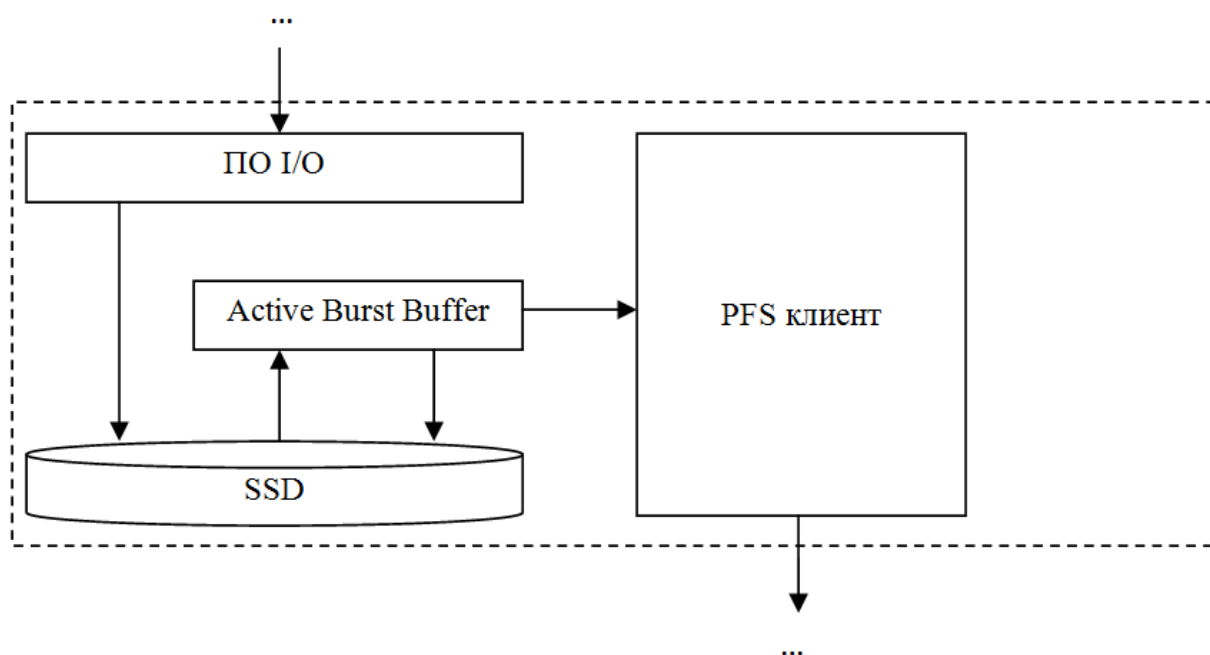 ...
ПО I/O
Active Burst Buffer
PFS клиент
SSD
...